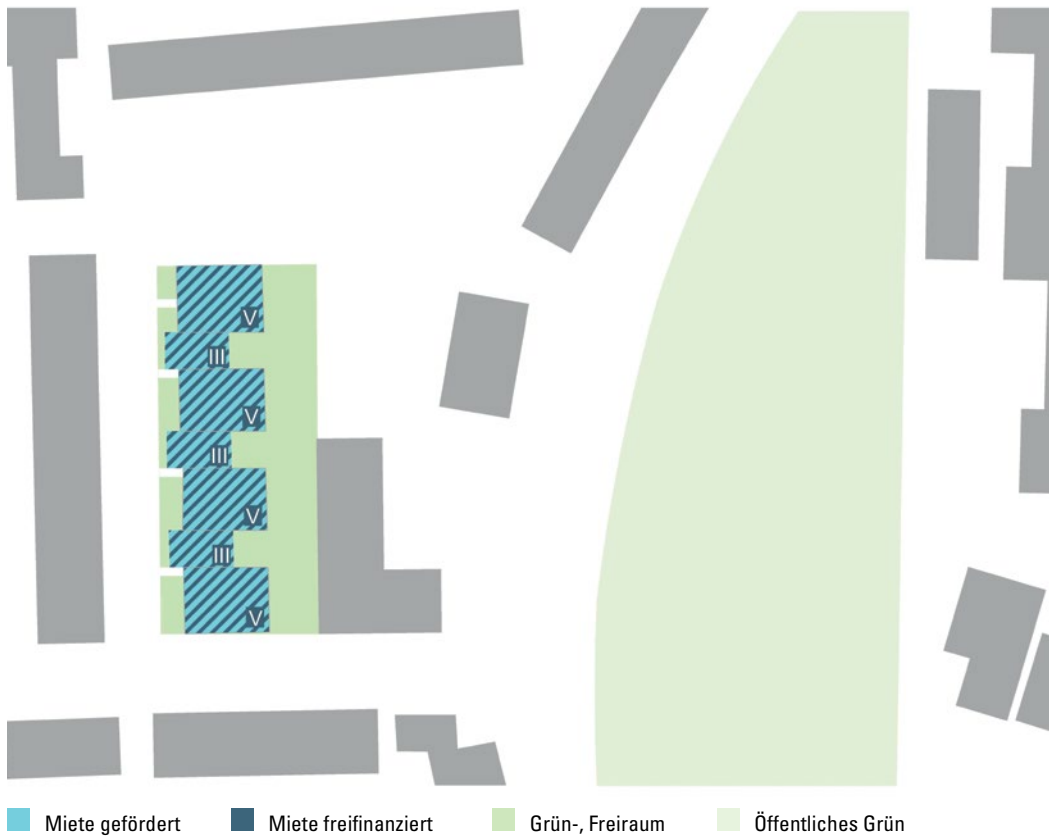 V
III
V
III
V
III
V
Miete gefördert Miete freifinanziert Grün-, Freiraum Öffentliches Grün